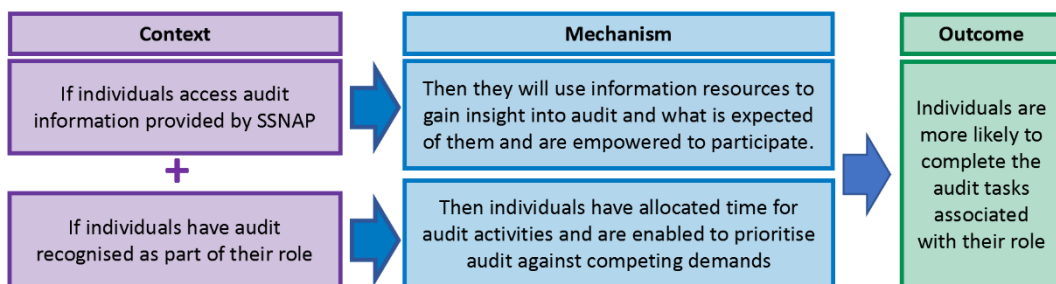 Context
If individuals access audit
information provided by SSNAP
+
If individuals have audit
recognised as part of their role
Mechanism
Then they will use information resources to
gain insight into audit and what is expected
of them and are empowered to participate.
Then individuals have allocated time for
audit activities and are enabled to prioritise
audit against competing demands
Outcome
Individuals are
more likely to
complete the
audit tasks
associated
with their role